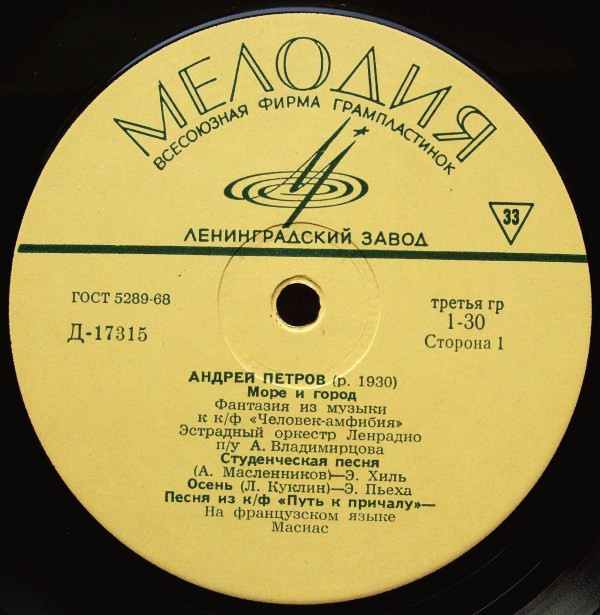 МЕЛОДИЯ
ВСЕСОЮЗНАЯ ФИРМА ГРАМПЛАСТИНОК
33
ЛЕНИНГРАДСКИЙ ЗАВОД
ГОСТ 5289-68
Д-17315
третья гр
1-30
Сторона 1
АНДРЕЙ ПЕТРОВ (р. 1930)
Море и город
Фантазия из музыки
к к/ф «Человек-амфибия»
Эстрадный оркестр Ленрадио
п/у А. Владимирцова
Студенческая песня
(А. Масленников)—Э. Хиль
Осень (Л. Куклин)—Э. Пьеха
Песня из к/ф «Путь к причалу»—
На французском языке
Масиас